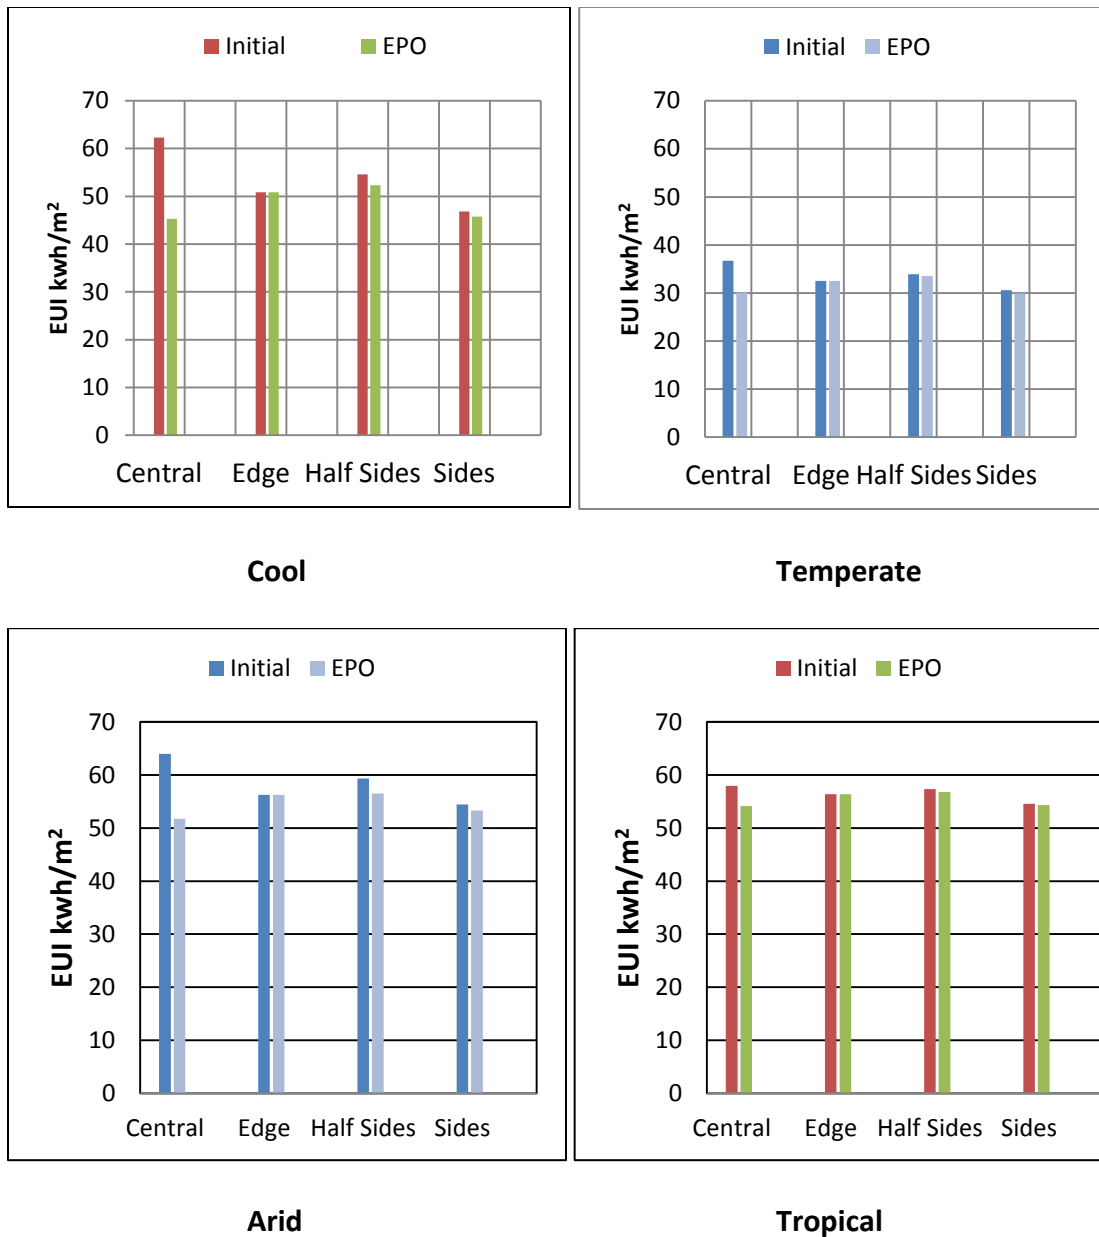 Initial EPO
70
60
50
40
30
20
10
0
EUI kwh/m²
Central Edge Half Sides Sides
Cool
Initial EPO
70
60
50
40
30
20
10
0
EUI kwh/m²
Central Edge Half Sides Sides
Temperate
Initial EPO
70
60
50
40
30
20
10
0
EUI kwh/m²
Central Edge Half Sides Sides
Arid
Initial EPO
70
60
50
40
30
20
10
0
EUI kwh/m²
Central Edge Half Sides Sides
Tropical